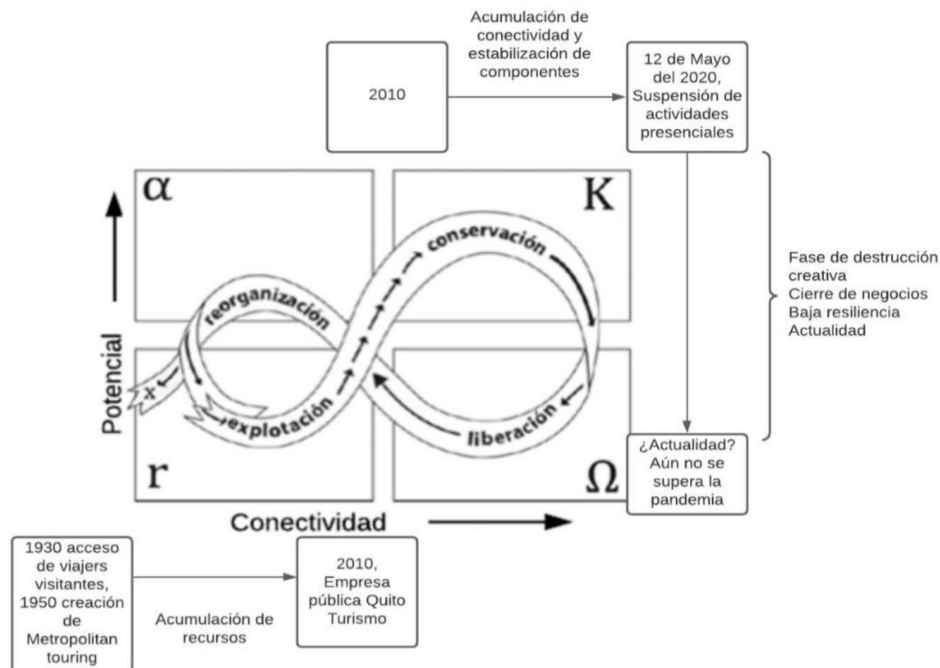 Acumulación de
conectividad y
estabilización de
componentes
2010
12 de Mayo
del 2020,
Suspensión de
actividades
presenciales
α
K
conservación
reorganización
Fase de destrucción
creativa
Cierre de negocios
Baja resiliencia
Actualidad
Potencial
x
explotación
liberación
r
Ω
¿Actualidad?
Aún no se
supera la
pandemia
Conectividad
1930 acceso
de viajers
visitantes,
1950 creación
de
Metropolitan
touring
Acumulación de
recursos
2010,
Empresa
pública Quito
Turismo